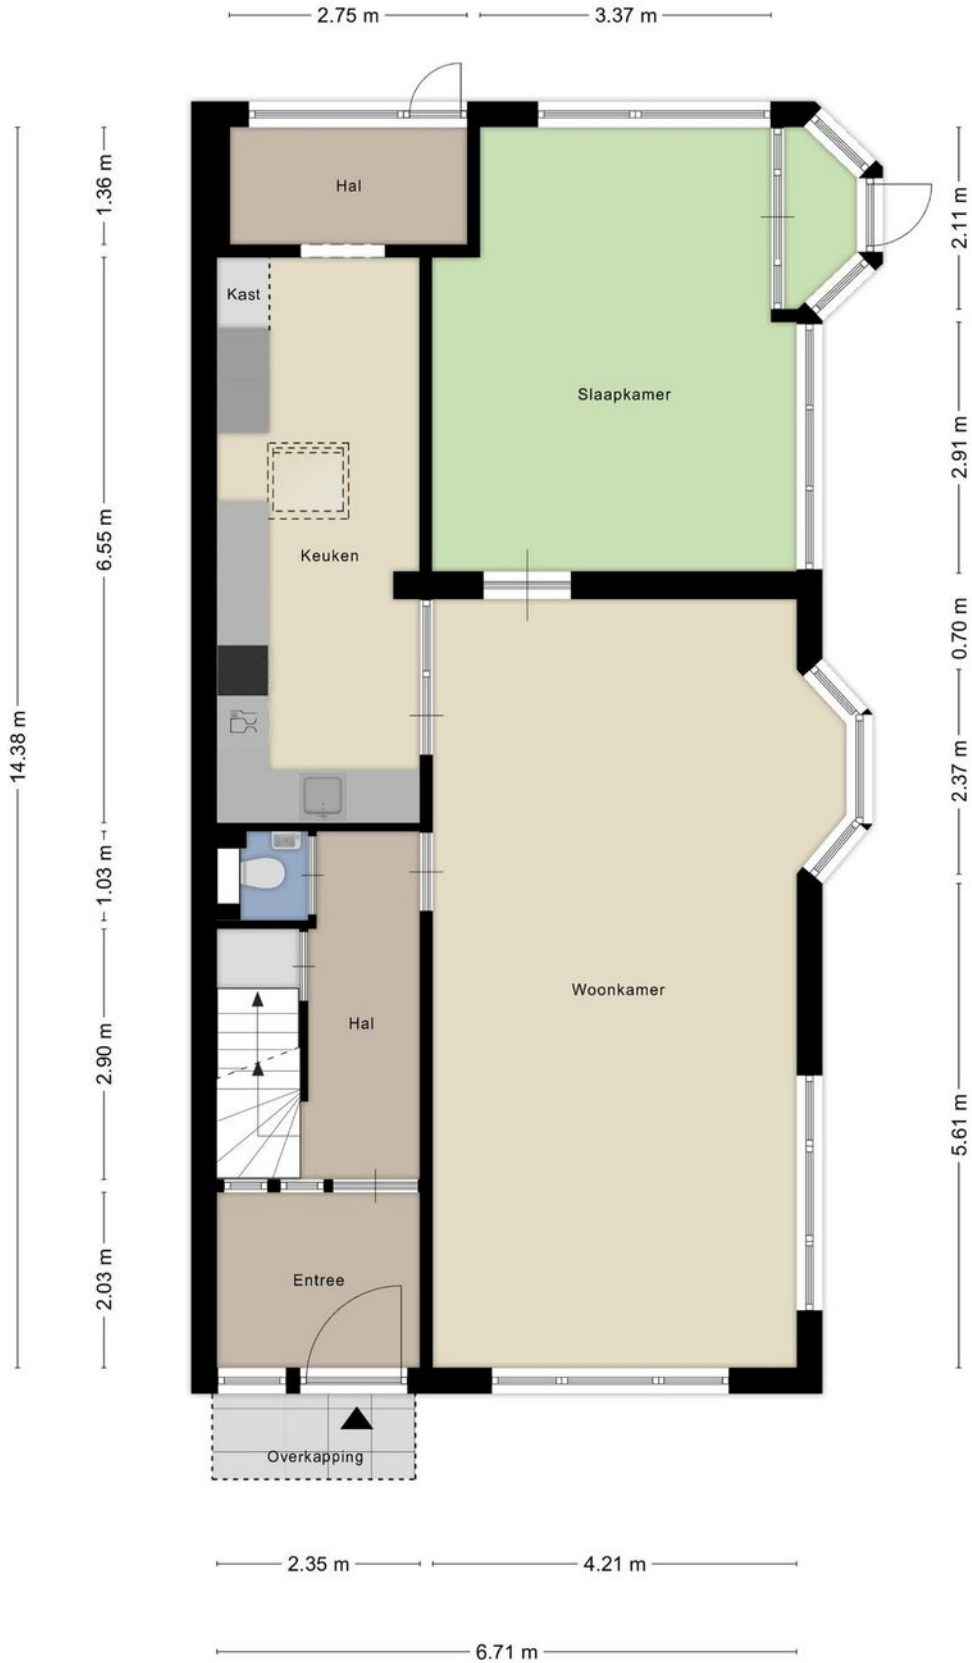 2.75 m
3.37 m
1.36 m
Hal
2.11 m
Kast
Slaapkamer
2.91 m
6.55 m
Keuken
0.70 m
14.38 m
2.37 m
1.03 m
Woonkamer
Hal
2.90 m
5.61 m
2.03 m
Entree
Overkapping
2.35 m
4.21 m
6.71 m